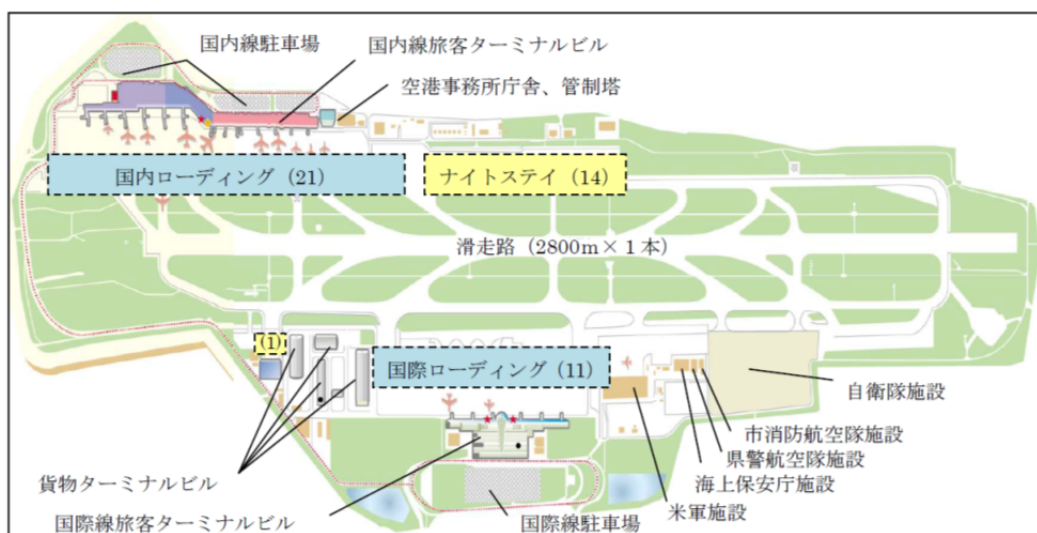 国内線駐車場
国内線旅客ターミナルビル
空港事務所庁舎、管制塔
国内ローディング（21）
ナイトステイ（14）
滑走路（2800m×１本）
(1)
国際ローディング（11）
自衛隊施設
市消防航空隊施設
県警航空隊施設
海上保安庁施設
米軍施設
貨物ターミナルビル
国際線旅客ターミナルビル
国際線駐車場